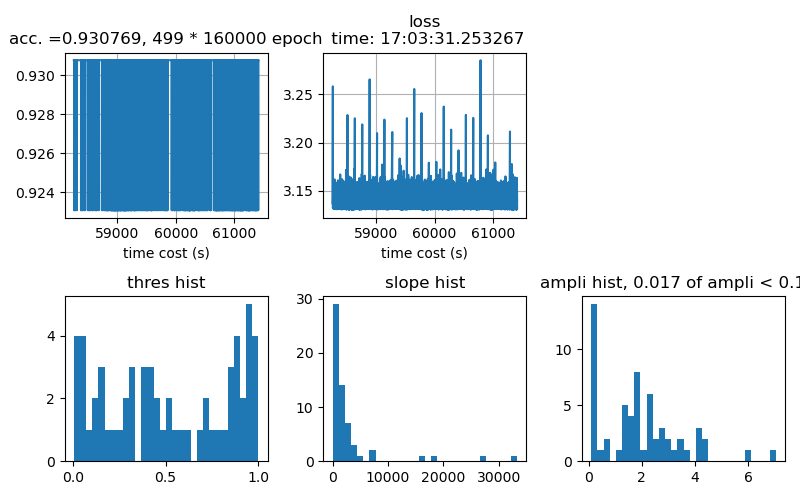 loss
acc. =0.930769, 499 * 160000 epoch time: 17:03:31.253267
0.930
0.928
0.926
0.924
59000 60000 61000
time cost (s)
3.25
3.20
3.15
59000 60000 61000
time cost (s)
thres hist
4
2
0
0.0 0.5 1.0
slope hist
30
20
10
0
0 10000 20000 30000
ampli hist, 0.017 of ampli < 0.1
10
5
0
0 2 4 6